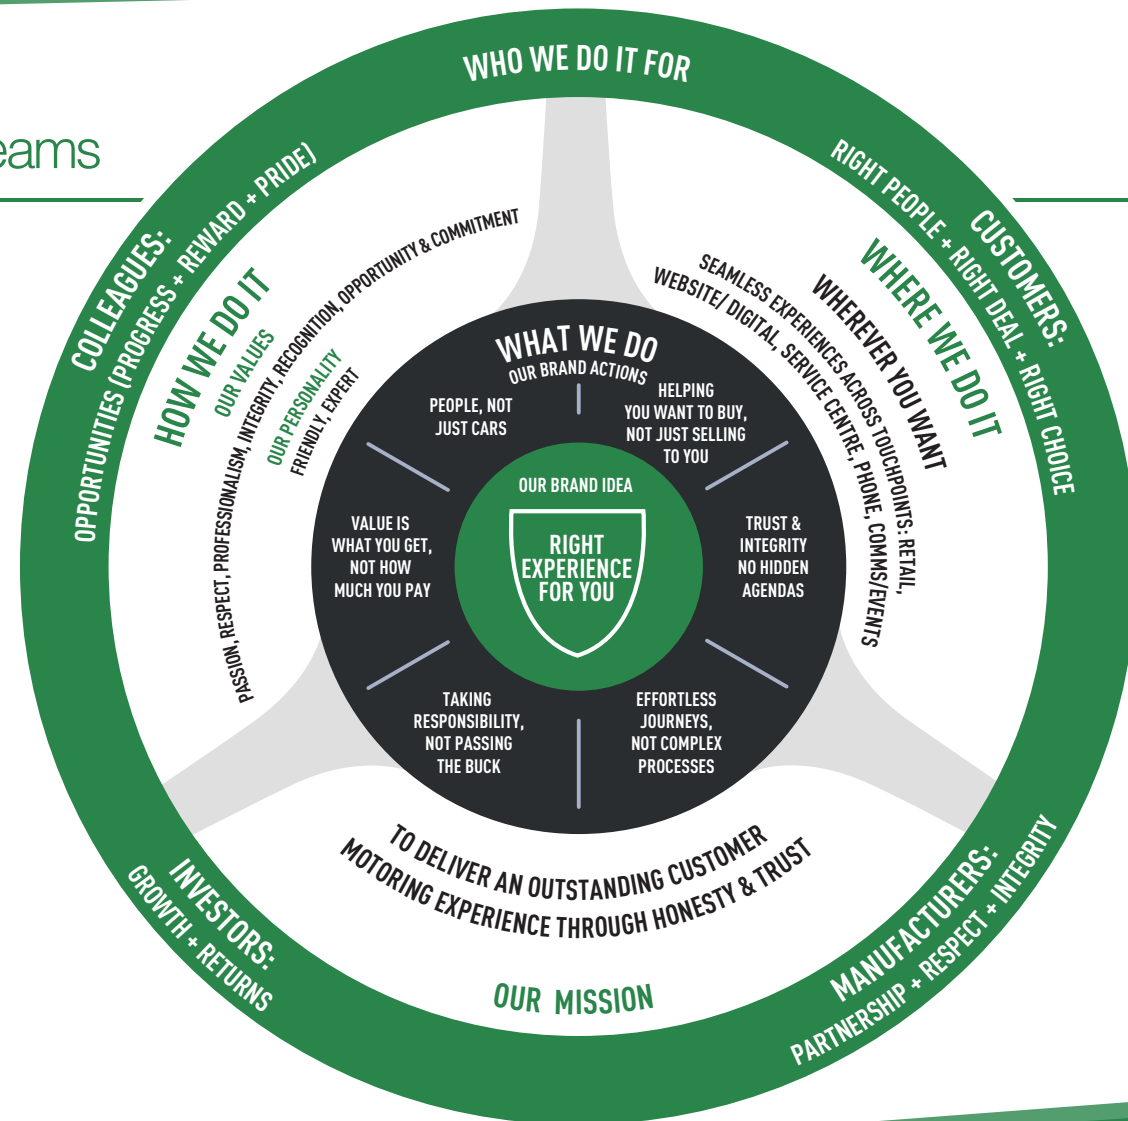 eams
WHO WE DO IT FOR
COLLEAGUES:
OPPORTUNITIES (PROGRESS + REWARD + PRIDE)
CUSTOMERS:
RIGHT PEOPLE + RIGHT DEAL + RIGHT CHOICE
HOW WE DO IT
OUR VALUES
PASSION, RESPECT, PROFESSIONALISM, INTEGRITY, RECOGNITION, OPPORTUNITY & COMMITMENT
OUR PERSONALITY
FRIENDLY, EXPERT
WHERE WE DO IT
WHEREVER YOU WANT
SEAMLESS EXPERIENCES ACROSS TOUCHPOINTS: RETAIL,
WEBSITE/ DIGITAL, SERVICE CENTRE, PHONE, COMMS/EVENTS
WHAT WE DO
OUR BRAND ACTIONS
PEOPLE, NOT
JUST CARS
HELPING
YOU WANT TO BUY,
NOT JUST SELLING
TO YOU
VALUE IS
WHAT YOU GET,
NOT HOW
MUCH YOU PAY
OUR BRAND IDEA
RIGHT
EXPERIENCE
FOR YOU
TRUST &
INTEGRITY
NO HIDDEN
AGENDAS
TAKING
RESPONSIBILITY,
NOT PASSING
THE BUCK
EFFORTLESS
JOURNEYS,
NOT COMPLEX
PROCESSES
TO DELIVER AN OUTSTANDING CUSTOMER
MOTORING EXPERIENCE THROUGH HONESTY & TRUST
OUR MISSION
INVESTORS:
GROWTH + RETURNS
MANUFACTURERS:
PARTNERSHIP + RESPECT + INTEGRITY